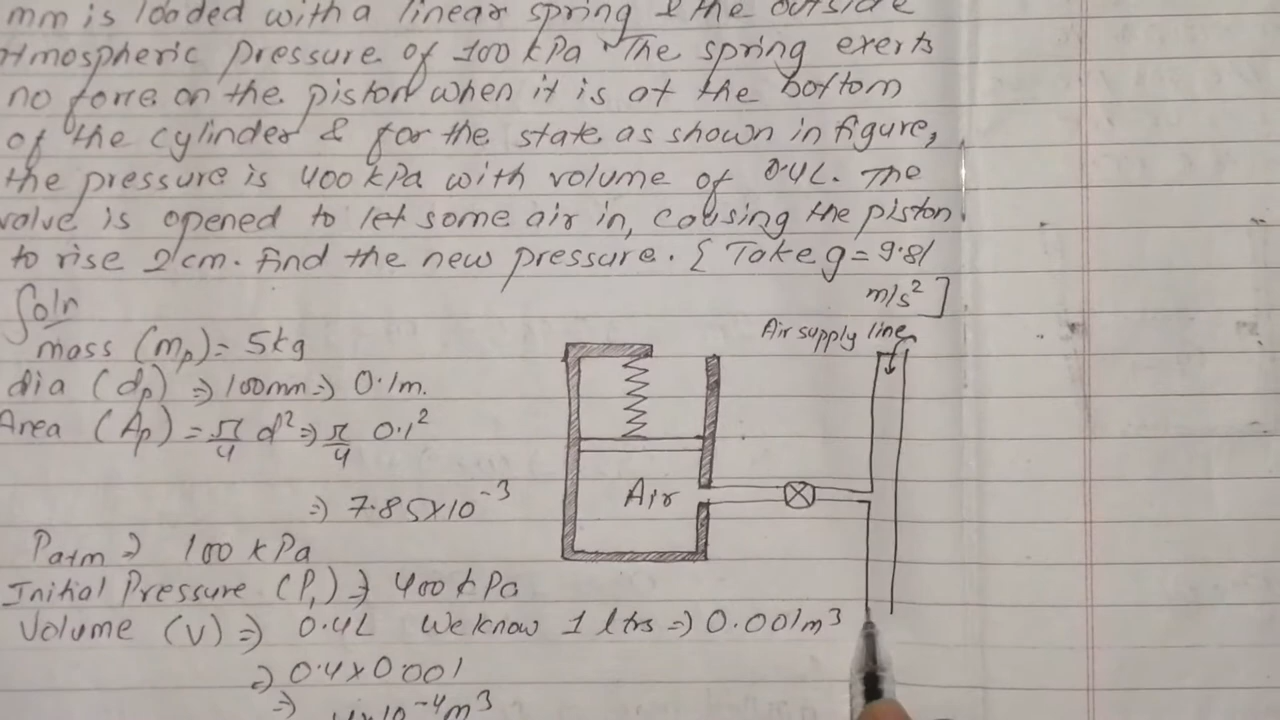 mm is loaded with a linear spring & the outside
atmospheric pressure of 100 kPa The spring exerts
no force on the piston when it is at the bottom
of the cylinder & for the state as shown in figure,
the pressure is 400 kPa with volume of 0.4L. The
valve is opened to let some air in, causing the piston
to rise 2 cm. Find the new pressure. [ Take g = 9.81
m/s² ]
Soln
mass (mp) = 5kg
dia (dp) ⇒ 100mm ⇒ 0.1m.
Area (Ap) = π/4 d² ⇒ π/4 0.1²
⇒ 7.85×10⁻³
Patm ⇒ 100 kPa
Initial Pressure (P₁) ⇒ 400 kPa
Volume (V) ⇒ 0.4L We know 1 ltrs ⇒ 0.001m³
⇒ 0.4×0.001
⇒ 4×10⁻⁴m³
Air supply line
Air